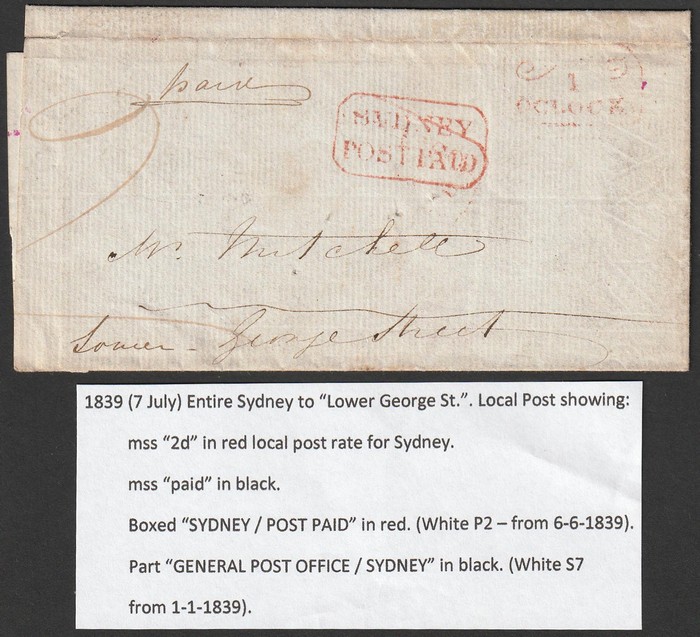 paid
1
OCLOCK
SYDNEY
POST PAID
Mr. Mitchell
Lower George Street
1839 (7 July) Entire Sydney to “Lower George St.”. Local Post showing:
mss “2d” in red local post rate for Sydney.
mss “paid” in black.
Boxed “SYDNEY / POST PAID” in red. (White P2 – from 6-6-1839).
Part “GENERAL POST OFFICE / SYDNEY” in black. (White S7
from 1-1-1839).